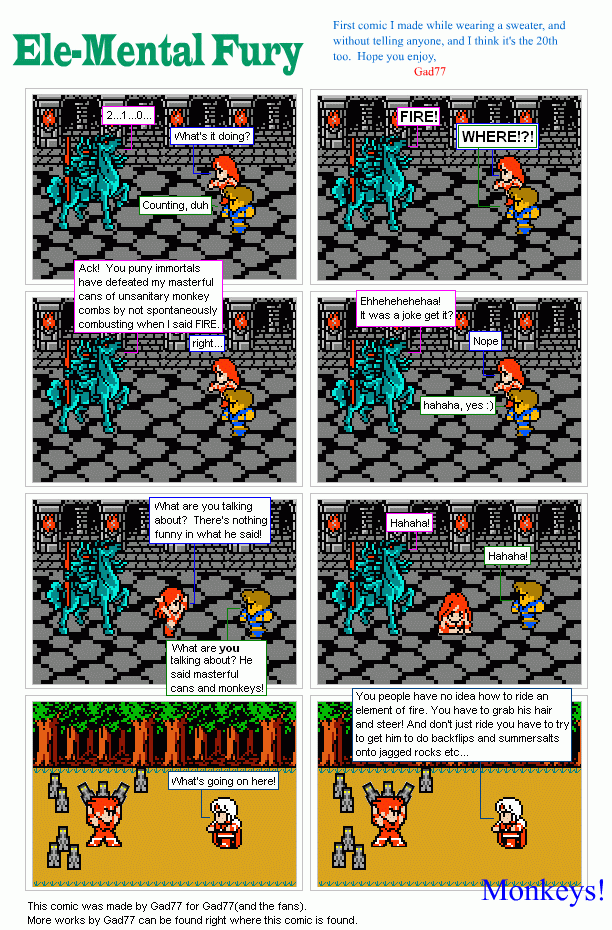 Ele-Mental Fury
First comic I made while wearing a sweater, and
without telling anyone, and I think it's the 20th
too.  Hope you enjoy,
Gad77
2...1...0...
What's it doing?
Counting, duh
FIRE!
WHERE!?!
Ack!  You puny immortals
have defeated my masterful
cans of unsanitary monkey
combs by not spontaneously
combusting when I said FIRE.
right...
Ehhehehehehaa!
It was a joke get it?
Nope
hahaha, yes :)
What are you talking
about?  There's nothing
funny in what he said!
What are you
talking about? He
said masterful
cans and monkeys!
Hahaha!
Hahaha!
What's going on here!
You people have no idea how to ride an
element of fire. You have to grab his hair
and steer! And don't just ride you have to try
to get him to do backflips and summersalts
onto jagged rocks etc...
Monkeys!
This comic was made by Gad77 for Gad77(and the fans).
More works by Gad77 can be found right where this comic is found.